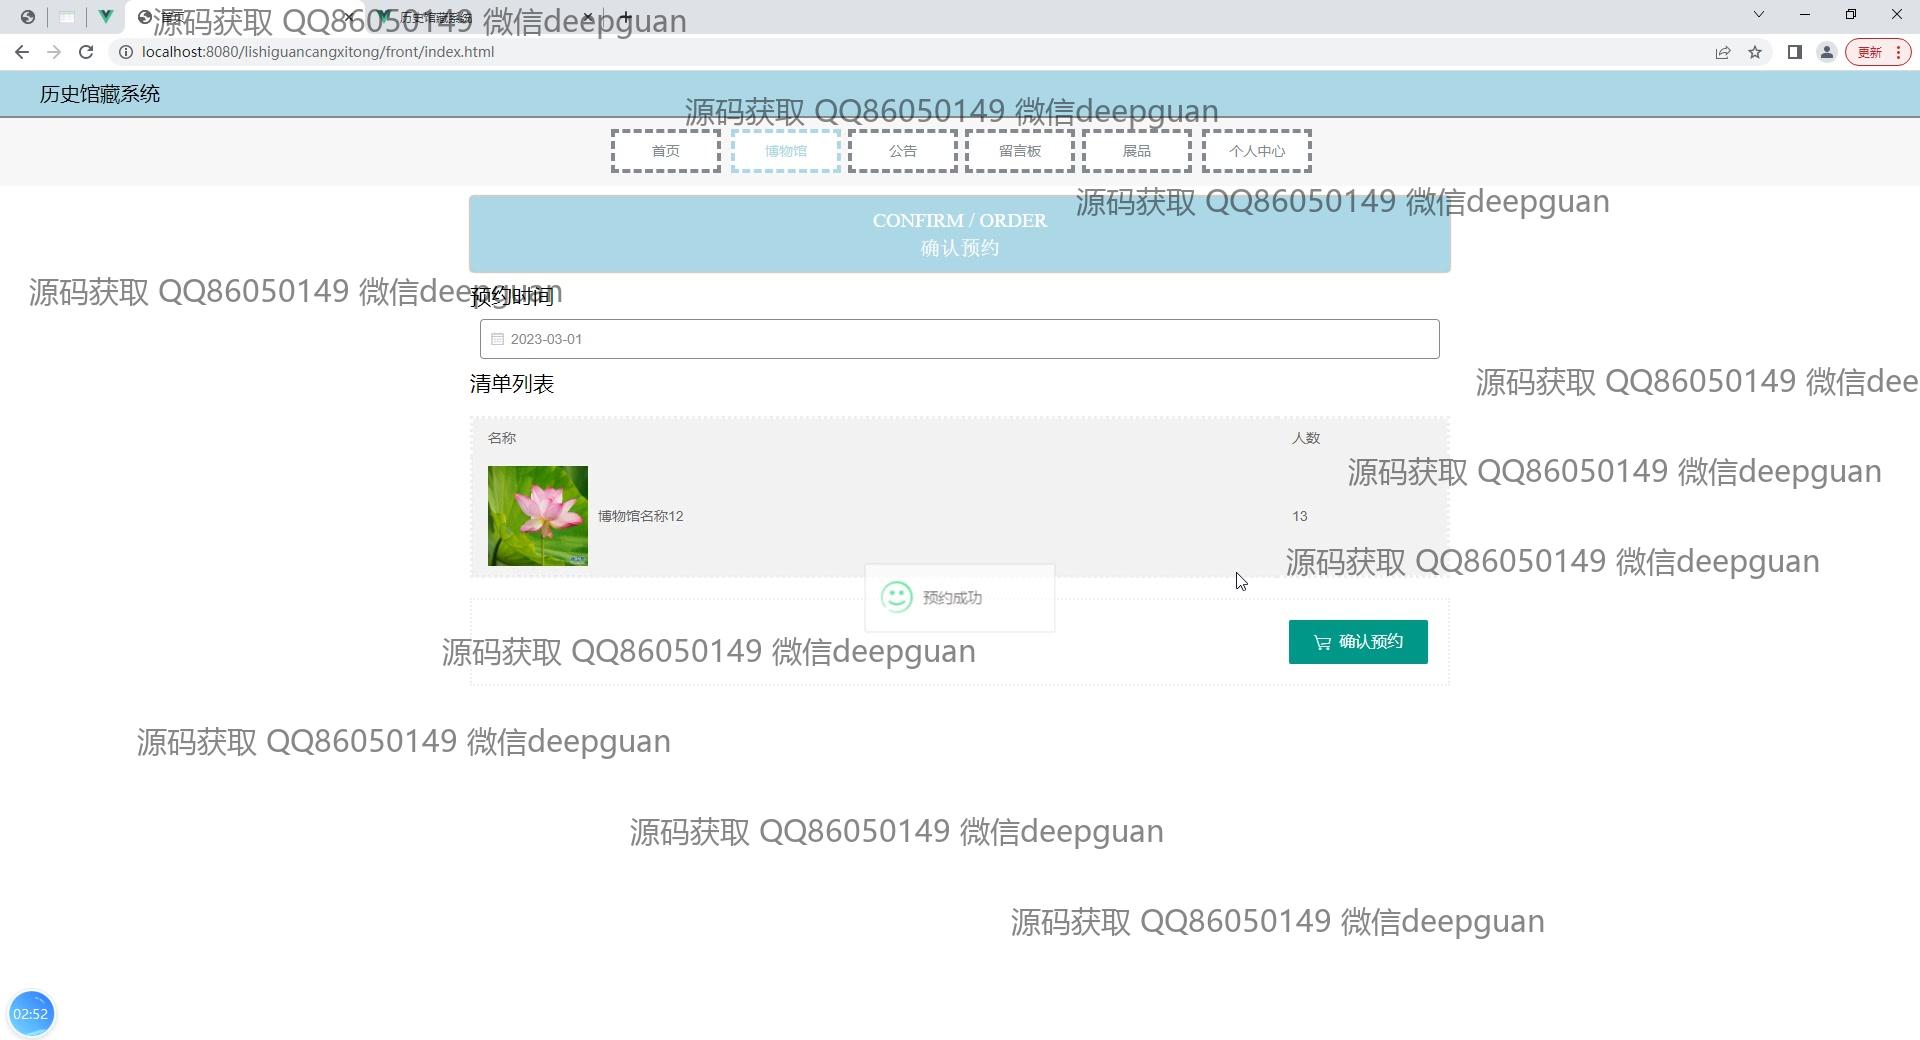 首页
历史馆藏系统
源码获取 QQ86050149 微信deepguan
localhost:8080/lishiguancangxitong/front/index.html
更新
历史馆藏系统
源码获取 QQ86050149 微信deepguan
首页
博物馆
公告
留言板
展品
个人中心
源码获取 QQ86050149 微信deepguan
CONFIRM / ORDER
确认预约
源码获取 QQ86050149 微信deepguan
预约时间
2023-03-01
源码获取 QQ86050149 微信dee
清单列表
名称
人数
源码获取 QQ86050149 微信deepguan
博物馆名称12
13
源码获取 QQ86050149 微信deepguan
预约成功
确认预约
源码获取 QQ86050149 微信deepguan
源码获取 QQ86050149 微信deepguan
源码获取 QQ86050149 微信deepguan
源码获取 QQ86050149 微信deepguan
02:52